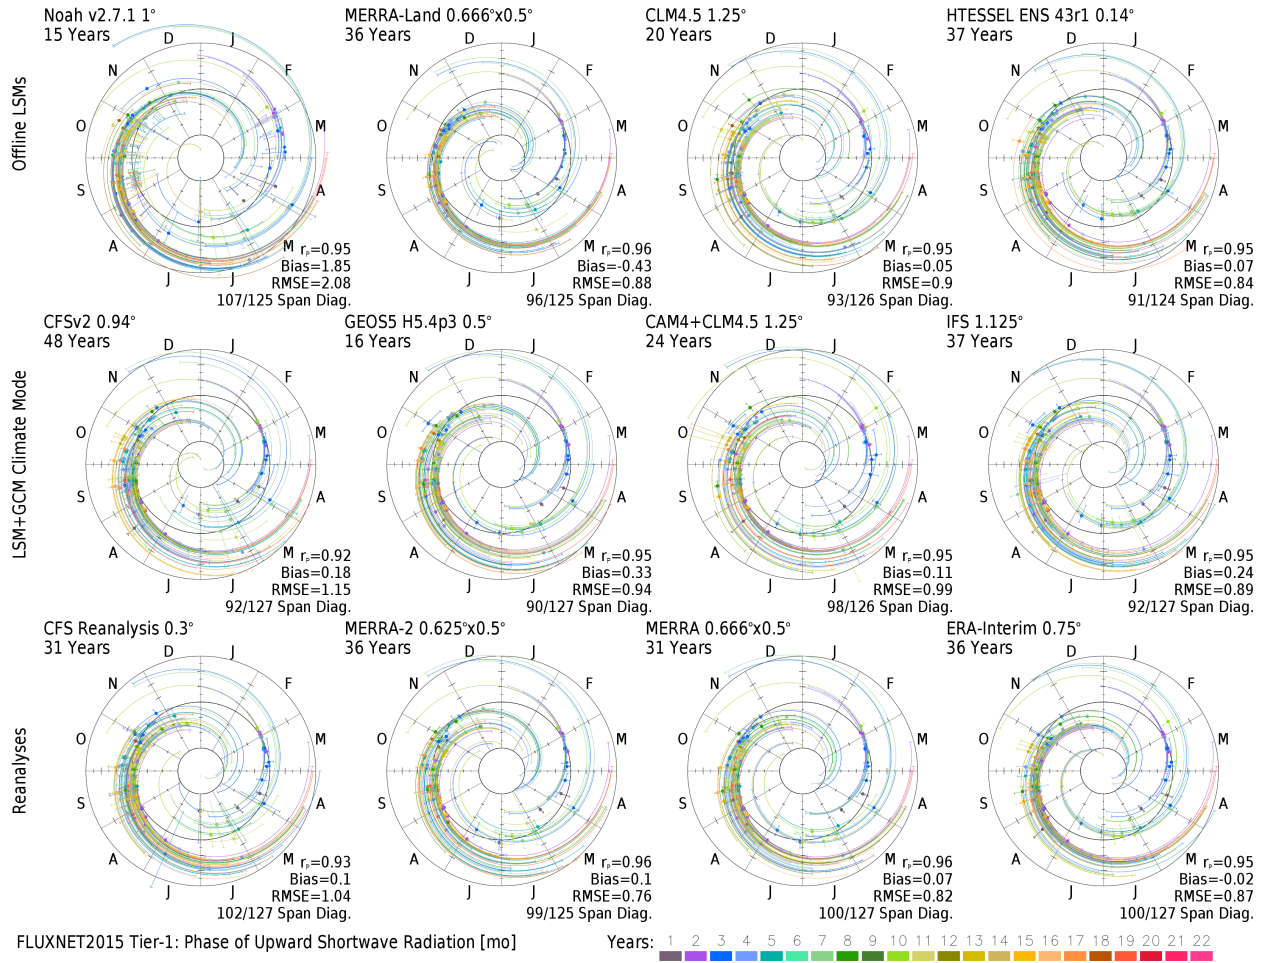 Noah v2.7.1 1°
15 Years
MERRA-Land 0.666°x0.5°
36 Years
CLM4.5 1.25°
20 Years
HTESSEL ENS 43r1 0.14°
37 Years
Offline LSMs
D J F M A M J J A S O N
rₚ=0.95
Bias=1.85
RMSE=2.08
107/125 Span Diag.
D J F M A M J J A S O N
rₚ=0.96
Bias=-0.43
RMSE=0.88
96/125 Span Diag.
D J F M A M J J A S O N
rₚ=0.95
Bias=0.05
RMSE=0.9
93/126 Span Diag.
D J F M A M J J A S O N
rₚ=0.95
Bias=0.07
RMSE=0.84
91/124 Span Diag.
CFSv2 0.94°
48 Years
GEOS5 H5.4p3 0.5°
16 Years
CAM4+CLM4.5 1.25°
24 Years
IFS 1.125°
37 Years
LSM+GCM Climate Mode
D J F M A M J J A S O N
rₚ=0.92
Bias=0.18
RMSE=1.15
92/127 Span Diag.
D J F M A M J J A S O N
rₚ=0.95
Bias=0.33
RMSE=0.94
90/127 Span Diag.
D J F M A M J J A S O N
rₚ=0.95
Bias=0.11
RMSE=0.99
98/126 Span Diag.
D J F M A M J J A S O N
rₚ=0.95
Bias=0.24
RMSE=0.89
92/127 Span Diag.
CFS Reanalysis 0.3°
31 Years
MERRA-2 0.625°x0.5°
36 Years
MERRA 0.666°x0.5°
31 Years
ERA-Interim 0.75°
36 Years
Reanalyses
D J F M A M J J A S O N
rₚ=0.93
Bias=0.1
RMSE=1.04
102/127 Span Diag.
D J F M A M J J A S O N
rₚ=0.96
Bias=0.1
RMSE=0.76
99/125 Span Diag.
D J F M A M J J A S O N
rₚ=0.96
Bias=0.07
RMSE=0.82
100/127 Span Diag.
D J F M A M J J A S O N
rₚ=0.95
Bias=-0.02
RMSE=0.87
100/127 Span Diag.
FLUXNET2015 Tier-1: Phase of Upward Shortwave Radiation [mo]
Years: 1 2 3 4 5 6 7 8 9 10 11 12 13 14 15 16 17 18 19 20 21 22